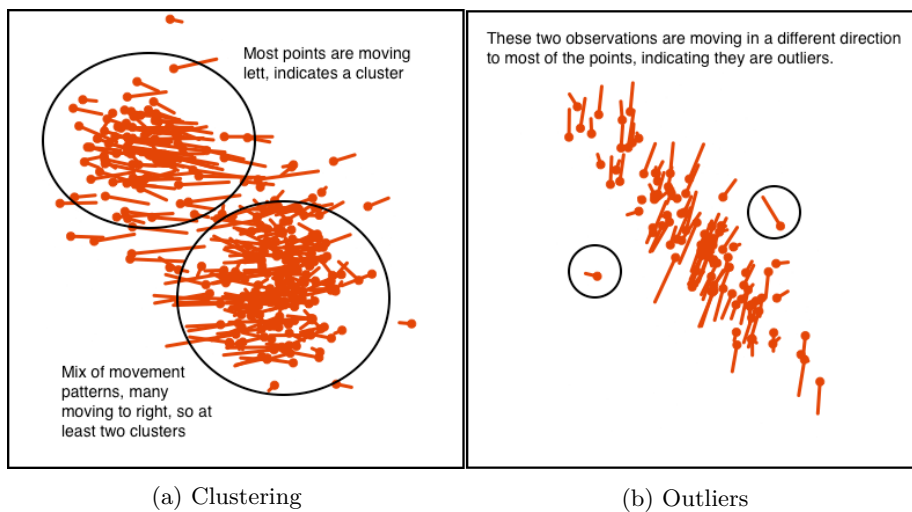 Most points are moving
lett, indicates a cluster
Mix of movement
patterns, many
moving to right, so at
least two clusters
(a) Clustering
These two observations are moving in a different direction
to most of the points, indicating they are outliers.
(b) Outliers